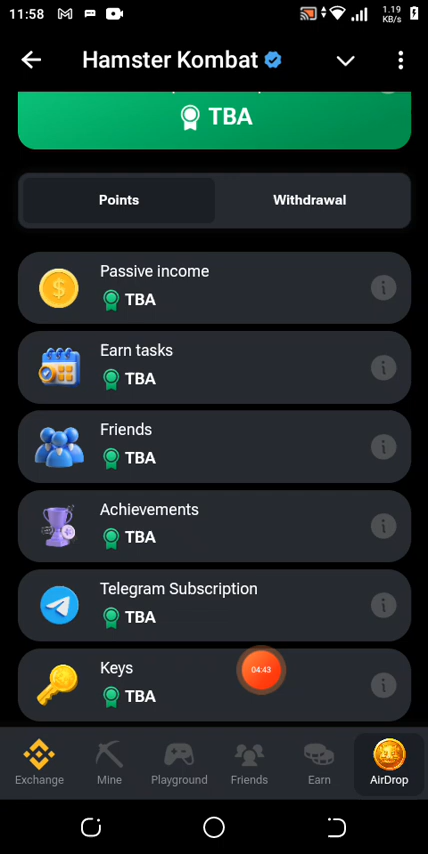 11:58
1.19
KB/s
Hamster Kombat
TBA
Points
Withdrawal
Passive income
TBA
Earn tasks
TBA
Friends
TBA
Achievements
TBA
Telegram Subscription
TBA
Keys
TBA
04:43
Exchange
Mine
Playground
Friends
Earn
AirDrop